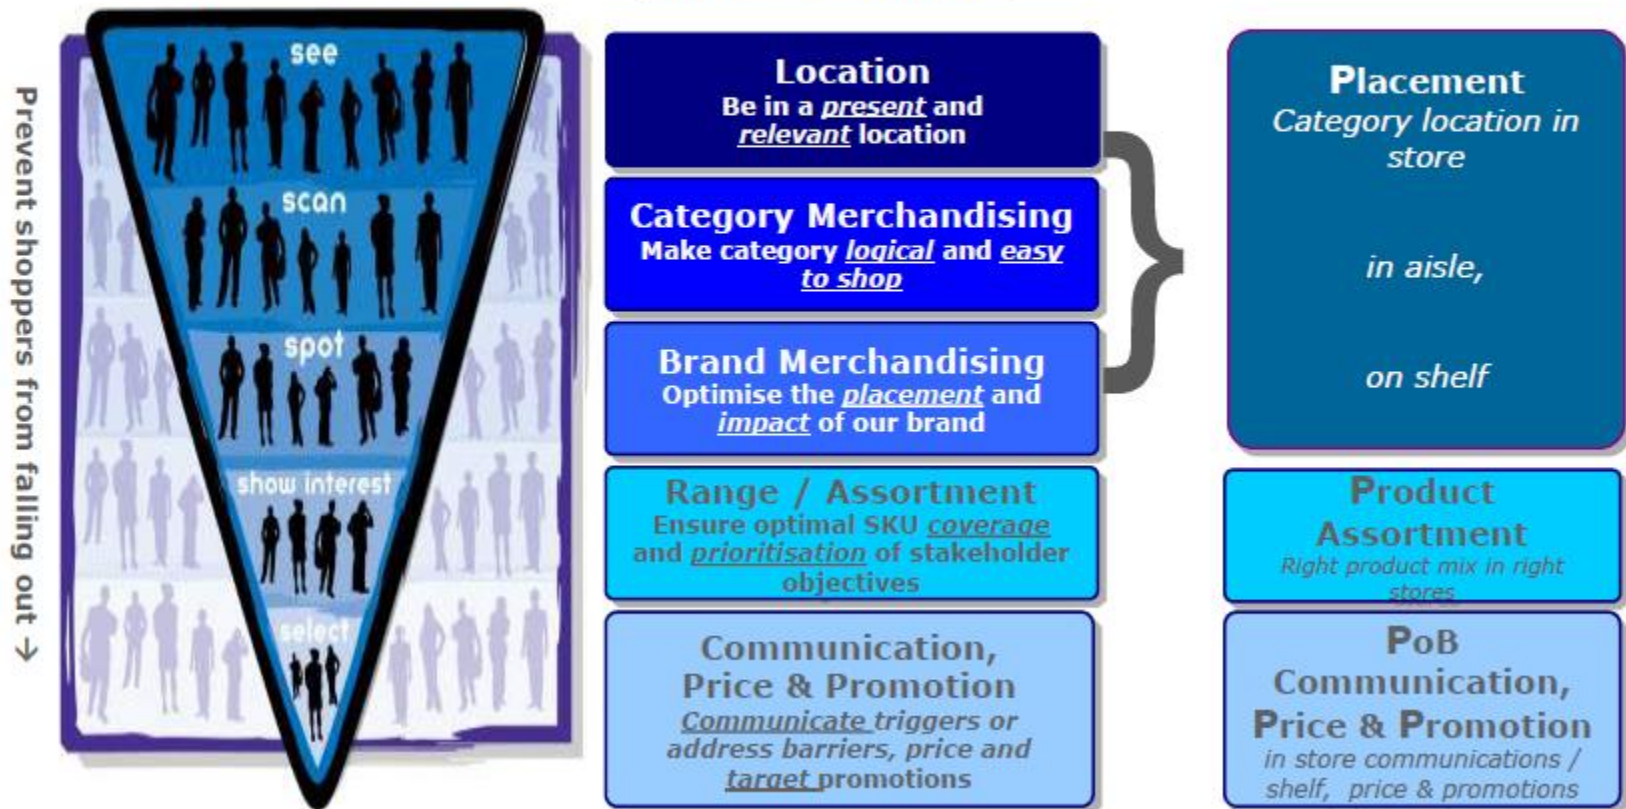 Prevent shoppers from falling out →
see
scan
spot
show interest
select
Location
Be in a present and
relevant location
Category Merchandising
Make category logical and easy
to shop
Brand Merchandising
Optimise the placement and
impact of our brand
Range / Assortment
Ensure optimal SKU coverage
and prioritisation of stakeholder
objectives
Communication,
Price & Promotion
Communicate triggers or
address barriers, price and
target promotions
}
Placement
Category location in
store
in aisle,
on shelf
Product
Assortment
Right product mix in right
stores
PoB
Communication,
Price & Promotion
in store communications /
shelf, price & promotions